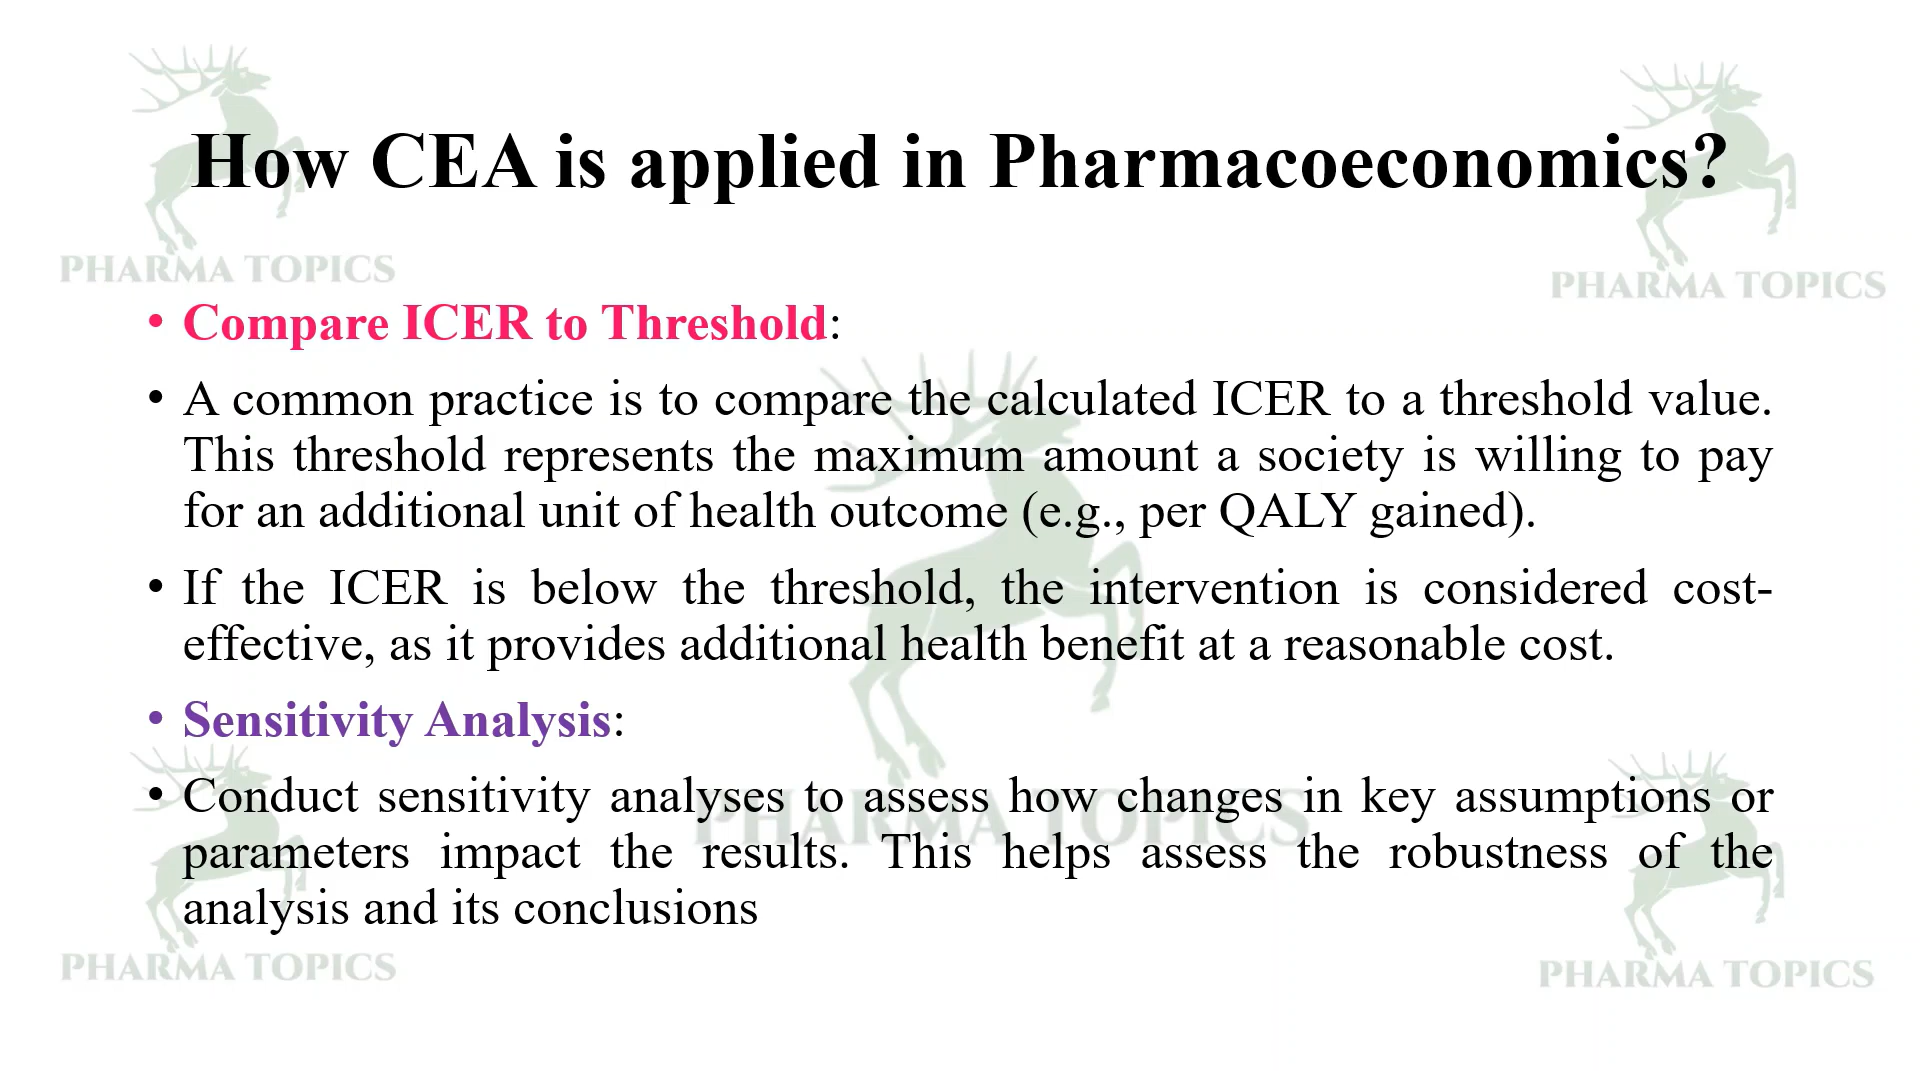 How CEA is applied in Pharmacoeconomics?
PHARMA TOPICS
PHARMA TOPICS
• Compare ICER to Threshold:
• A common practice is to compare the calculated ICER to a threshold value.
This threshold represents the maximum amount a society is willing to pay
for an additional unit of health outcome (e.g., per QALY gained).
• If the ICER is below the threshold, the intervention is considered cost-
effective, as it provides additional health benefit at a reasonable cost.
• Sensitivity Analysis:
• Conduct sensitivity analyses to assess how changes in key assumptions or
PHARMA TOPICS
parameters impact the results. This helps assess the robustness of the
analysis and its conclusions
PHARMA TOPICS
PHARMA TOPICS